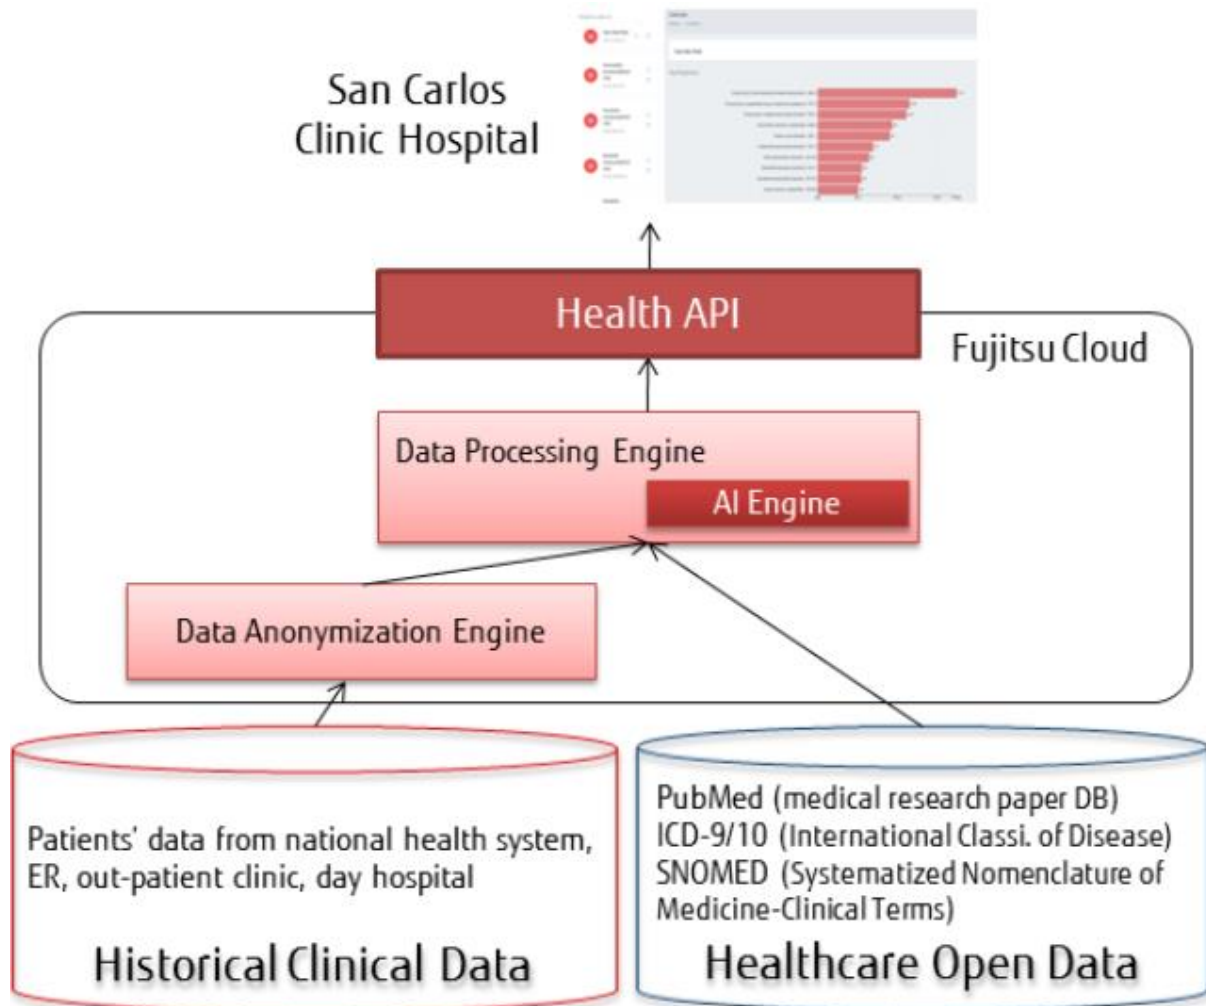 San Carlos
Clinic Hospital
Health API
Fujitsu Cloud
Data Processing Engine
AI Engine
Data Anonymization Engine
Patients' data from national health system,
ER, out-patient clinic, day hospital
Historical Clinical Data
PubMed (medical research paper DB)
ICD-9/10 (International Classi. of Disease)
SNOMED (Systematized Nomenclature of
Medicine-Clinical Terms)
Healthcare Open Data